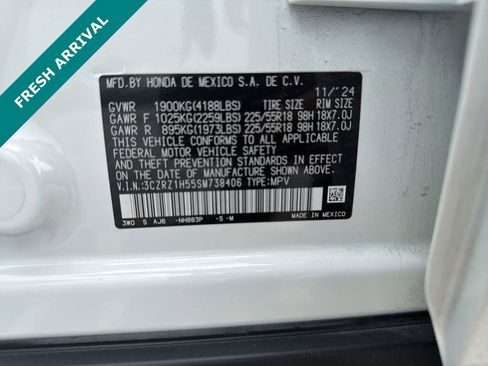 FRESH ARRIVAL
MFD.BY HONDA DE MEXICO S.A. DE C.V.
11/'24
GVWR 1900KG(4188LBS) TIRE SIZE RIM SIZE
GAWR F 1025KG(2259LBS) 225/55R18 98H 18X7.0J
GAWR R 895KG(1973LBS) 225/55R18 98H 18X7.0J
THIS VEHICLE CONFORMS TO ALL APPLICABLE
FEDERAL MOTOR VEHICLE SAFETY AND
THEFT PREVENTION STANDARDS IN EFFECT ON
THE DATE OF MANUFACTURE SHOWN ABOVE.
V.I.N.:3CZRZ1H55SM738406 TYPE:MPV
3W0 S AJ6 -NH883P -S -M
MADE IN MEXICO